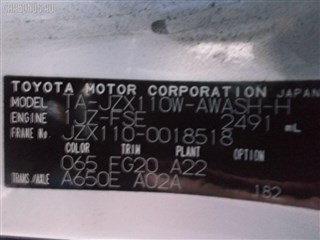 TOYOTA MOTOR CORPORATION JAPAN
MODEL TA-JZX110W-AWASH-H
ENGINE 1JZ-FSE 2491 mL
FRAME NO. JZX110-0018518
COLOR TRIM PLANT
065 FG20 A22
TRANS/AXLE A650E A02A
182